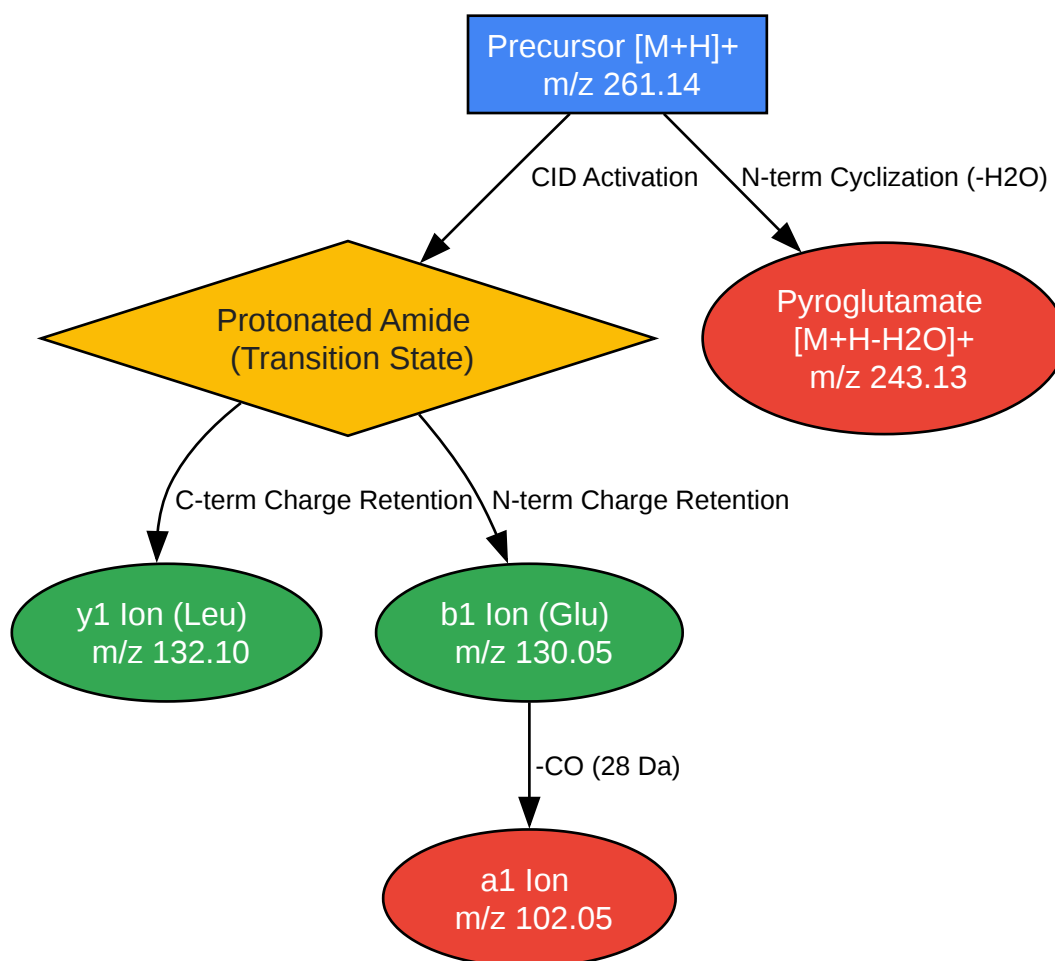 Precursor [M+H]+
m/z 261.14
CID Activation
N-term Cyclization (-H2O)
Protonated Amide
(Transition State)
Pyroglutamate
[M+H-H2O]+
m/z 243.13
C-term Charge Retention
N-term Charge Retention
y1 Ion (Leu)
m/z 132.10
b1 Ion (Glu)
m/z 130.05
-CO (28 Da)
a1 Ion
m/z 102.05